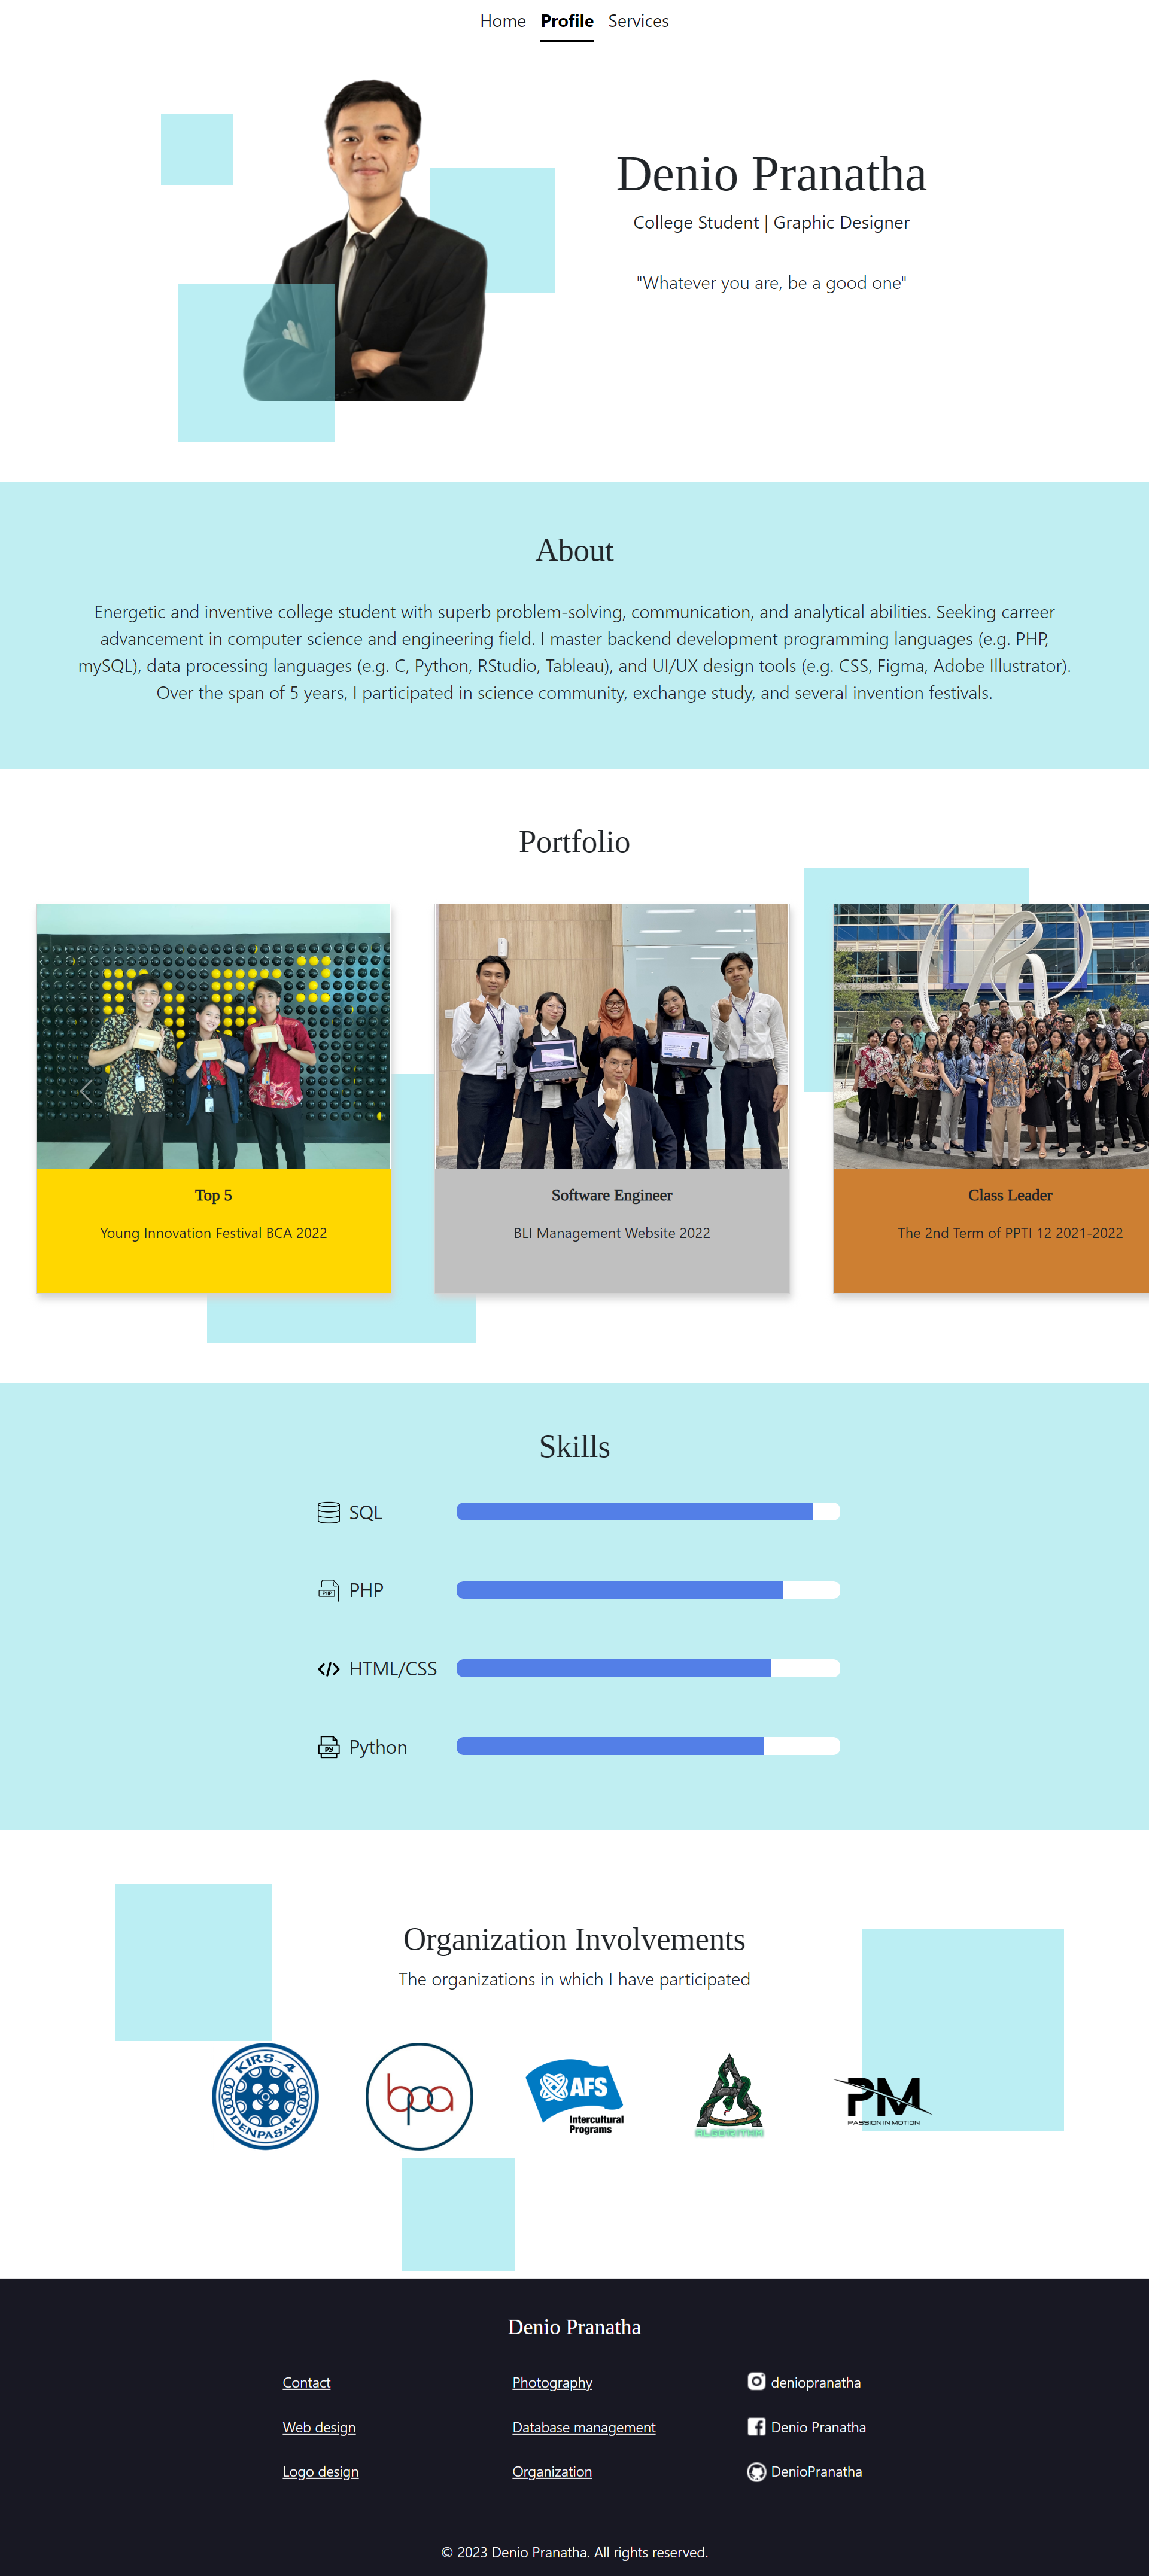 Home Profile Services
Denio Pranatha
College Student | Graphic Designer
"Whatever you are, be a good one"
About
Energetic and inventive college student with superb problem-solving, communication, and analytical abilities. Seeking carreer
advancement in computer science and engineering field. I master backend development programming languages (e.g. PHP,
mySQL), data processing languages (e.g. C, Python, RStudio, Tableau), and UI/UX design tools (e.g. CSS, Figma, Adobe Illustrator).
Over the span of 5 years, I participated in science community, exchange study, and several invention festivals.
Portfolio
Top 5
Young Innovation Festival BCA 2022
Software Engineer
BLI Management Website 2022
Class Leader
The 2nd Term of PPTI 12 2021-2022
Skills
SQL
PHP
PHP
HTML/CSS
PY
Python
Organization Involvements
The organizations in which I have participated
KIRS-4
DENPASAR
bpa
AFS
Intercultural
Programs
ALGORITHM
PM
PASSION IN MOTION
Denio Pranatha
Contact
Photography
deniopranatha
Web design
Database management
Denio Pranatha
Logo design
Organization
DenioPranatha
© 2023 Denio Pranatha. All rights reserved.